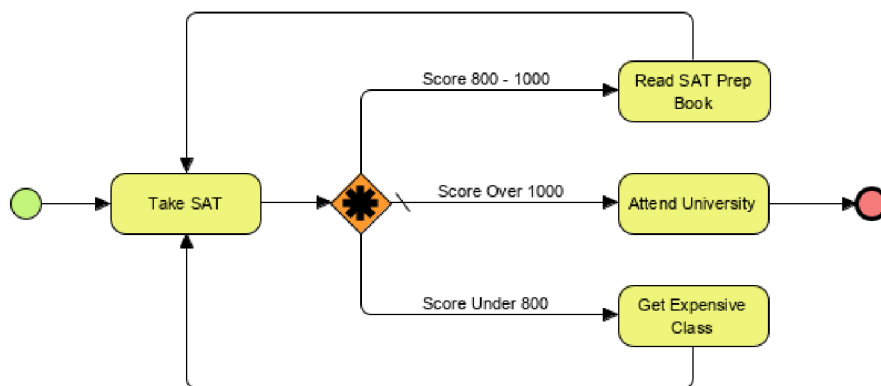 Score 800 - 1000
Read SAT Prep
Book
Take SAT
Score Over 1000
Attend University
Score Under 800
Get Expensive
Class